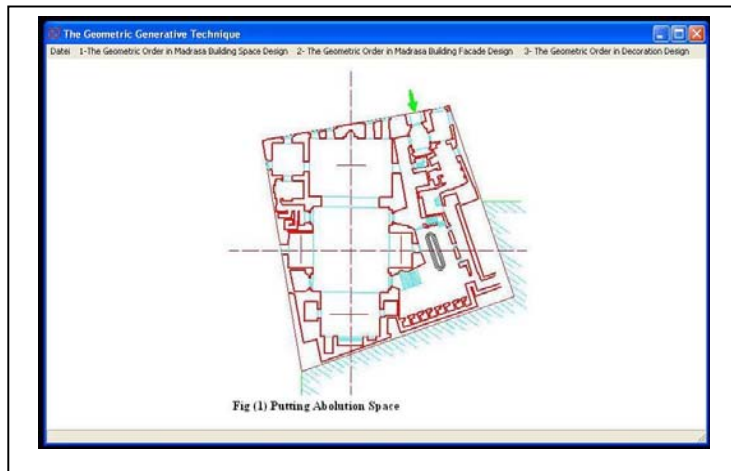 The Geometric Generative Technique
Datei 1-The Geometric Order in Madrasa Building Space Design 2- The Geometric Order in Madrasa Building Facade Design 3- The Geometric Order in Decoration Design
Fig (1) Putting Abolution Space